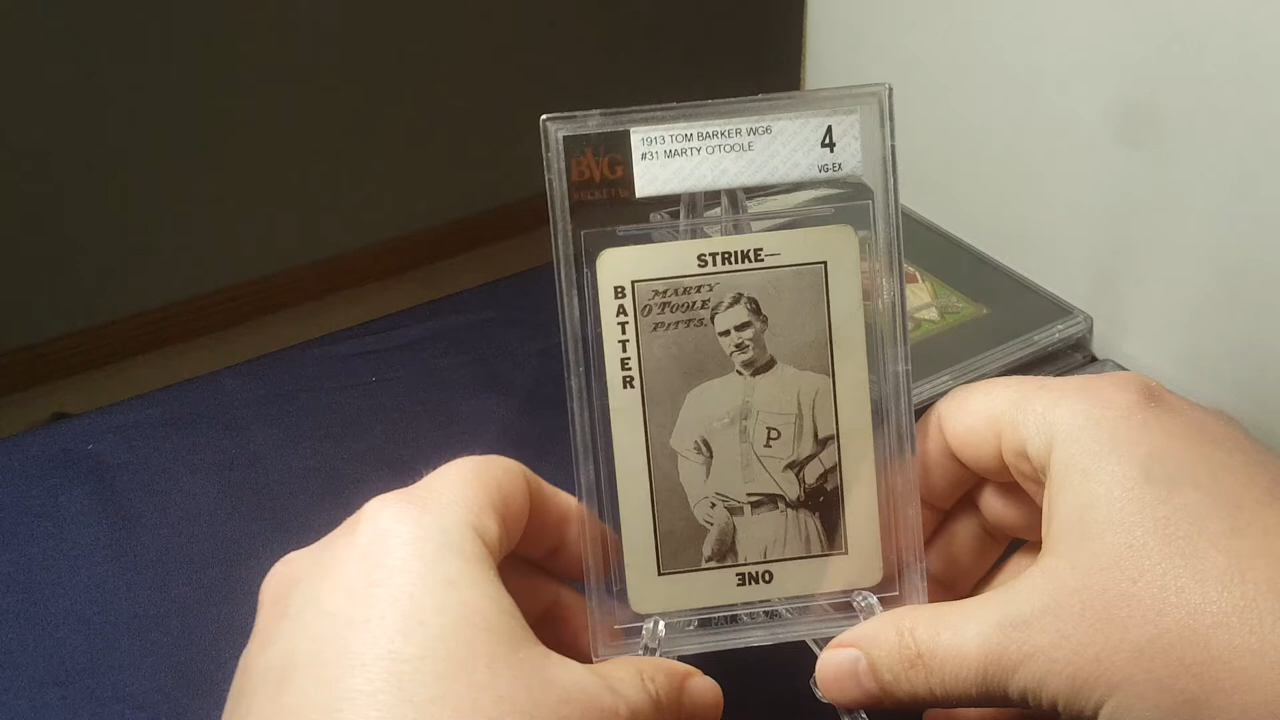 1913 TOM BARKER WG6
#31 MARTY O'TOOLE
4
VG-EX
BVG
STRIKE—
BATTER
MARTY
O'TOOLE
PITTS.
P
ONE